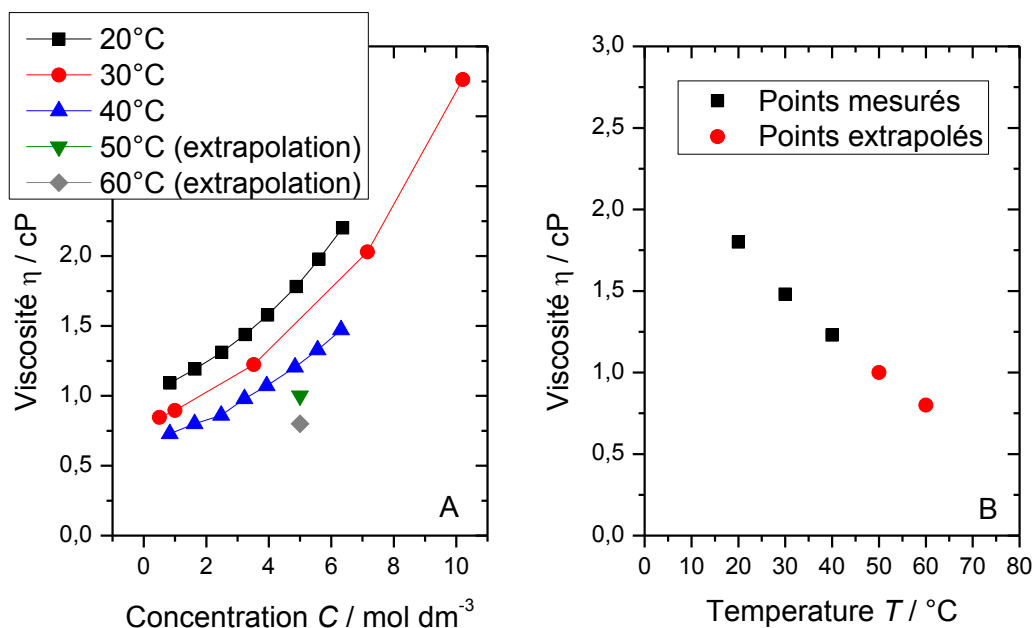 20°C
30°C
40°C
50°C (extrapolation)
60°C (extrapolation)
2,0
1,5
1,0
0,5
0,0
Viscosité η / cP
A
0 2 4 6 8 10
Concentration C / mol dm⁻³
3,0
2,5
2,0
1,5
1,0
0,5
0,0
Viscosité η / cP
Points mesurés
Points extrapolés
B
0 10 20 30 40 50 60 70 80
Temperature T / °C